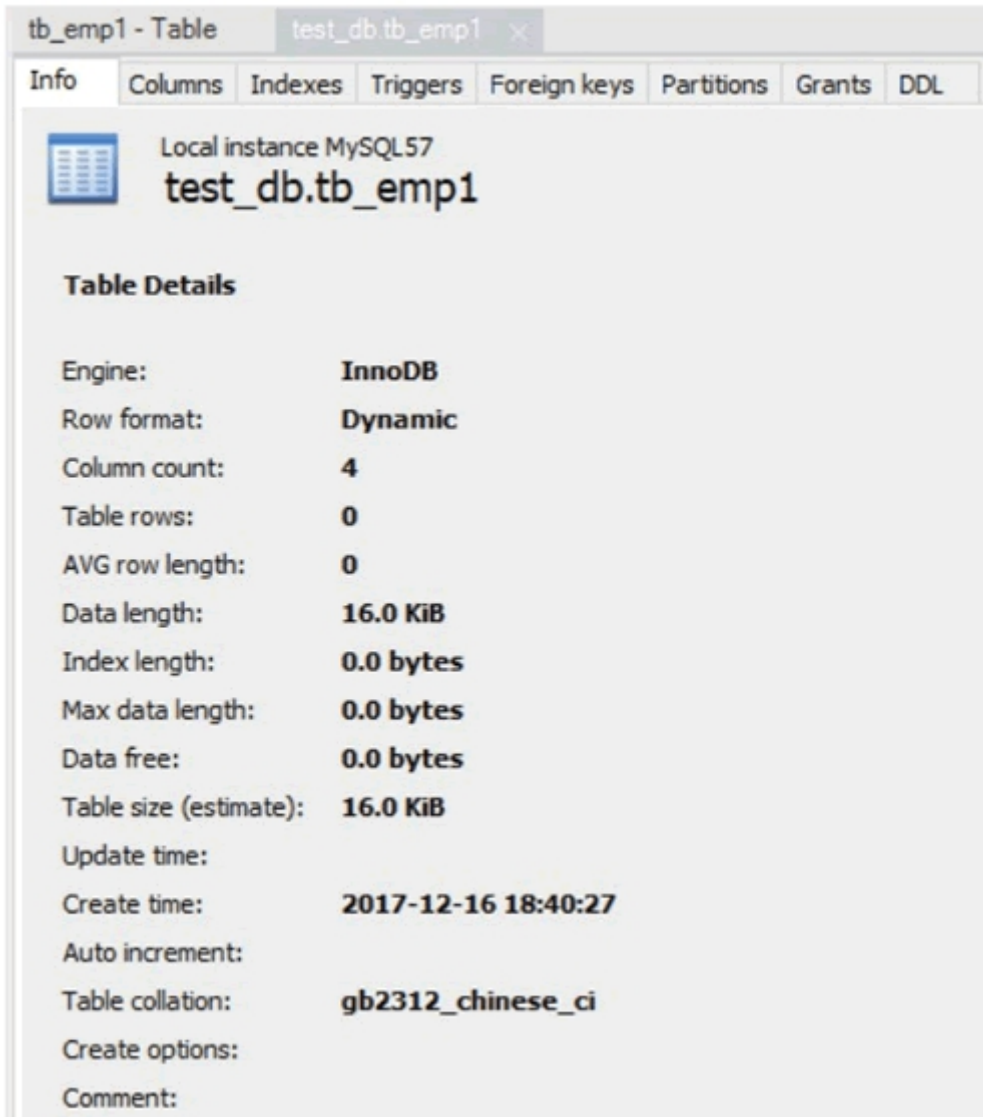 tb_emp1 - Table test_db.tb_emp1 ×
Info Columns Indexes Triggers Foreign keys Partitions Grants DDL
Local instance MySQL57
test_db.tb_emp1
Table Details
Engine: InnoDB
Row format: Dynamic
Column count: 4
Table rows: 0
AVG row length: 0
Data length: 16.0 KiB
Index length: 0.0 bytes
Max data length: 0.0 bytes
Data free: 0.0 bytes
Table size (estimate): 16.0 KiB
Update time:
Create time: 2017-12-16 18:40:27
Auto increment:
Table collation: gb2312_chinese_ci
Create options:
Comment: